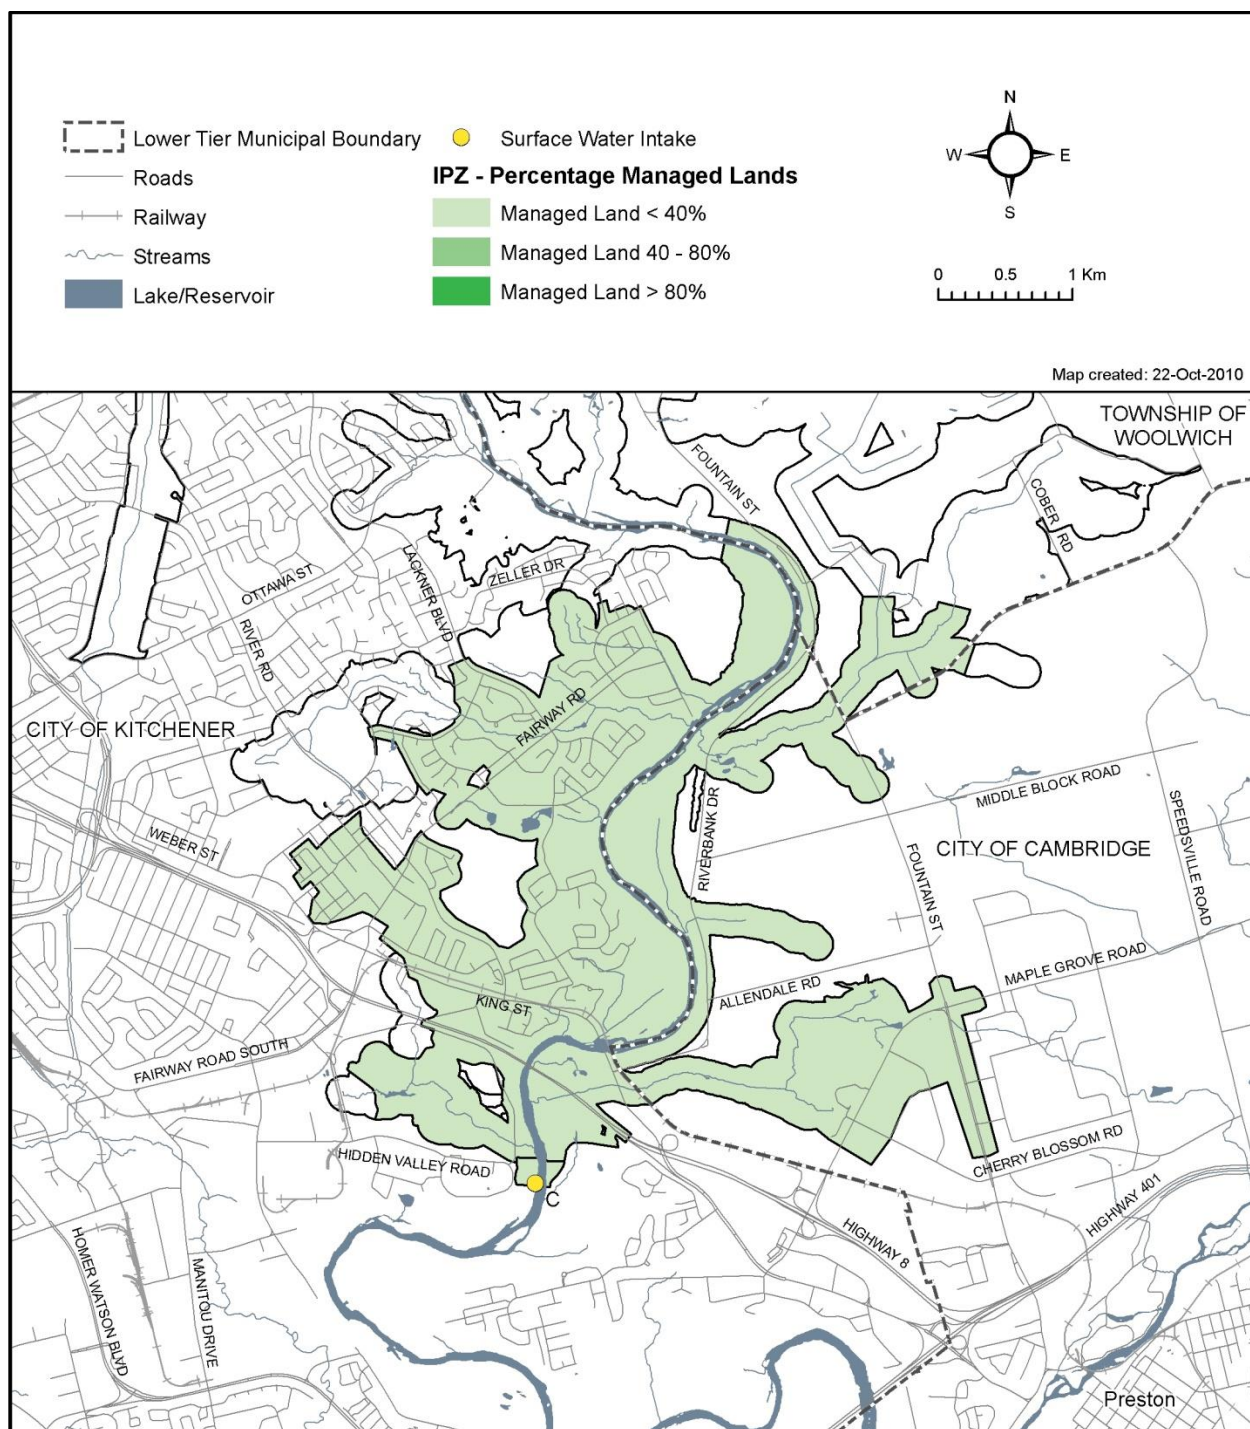 Lower Tier Municipal Boundary
Roads
Railway
Streams
Lake/Reservoir
Surface Water Intake
IPZ - Percentage Managed Lands
Managed Land < 40%
Managed Land 40 - 80%
Managed Land > 80%
N
W E
S
0 0.5 1 Km
Map created: 22-Oct-2010
TOWNSHIP OF
WOOLWICH
FOUNTAIN ST
COBER RD
OTTAWA ST
LACKNER BLVD
ZELLER DR
RIVER RD
CITY OF KITCHENER
FAIRWAY RD
MIDDLE BLOCK ROAD
SPEEDSVILLE ROAD
WEBER ST
RIVERBANK DR
FOUNTAIN ST
CITY OF CAMBRIDGE
MAPLE GROVE ROAD
ALLENDALE RD
KING ST
FAIRWAY ROAD SOUTH
HIDDEN VALLEY ROAD
CHERRY BLOSSOM RD
C
HIGHWAY 401
HIGHWAY 8
HOMER WATSON BLVD
MANITOU DRIVE
Preston